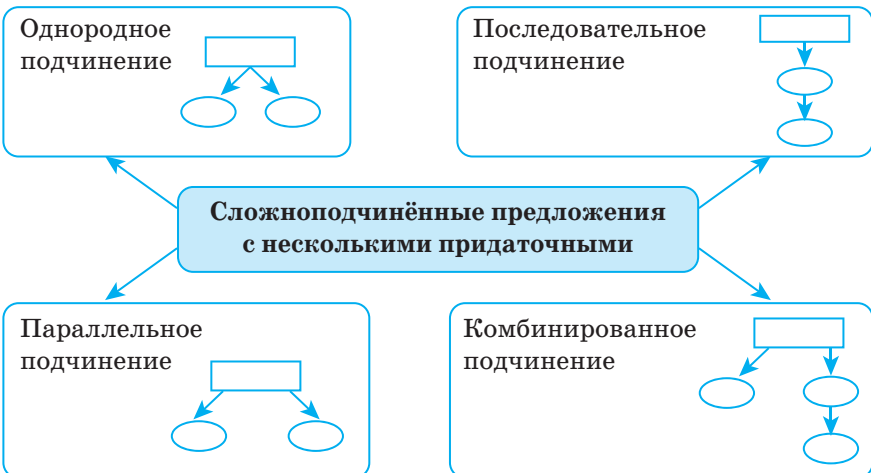 Однородное
подчинение
Последовательное
подчинение
Сложноподчинённые предложения
с несколькими придаточными
Параллельное
подчинение
Комбинированное
подчинение